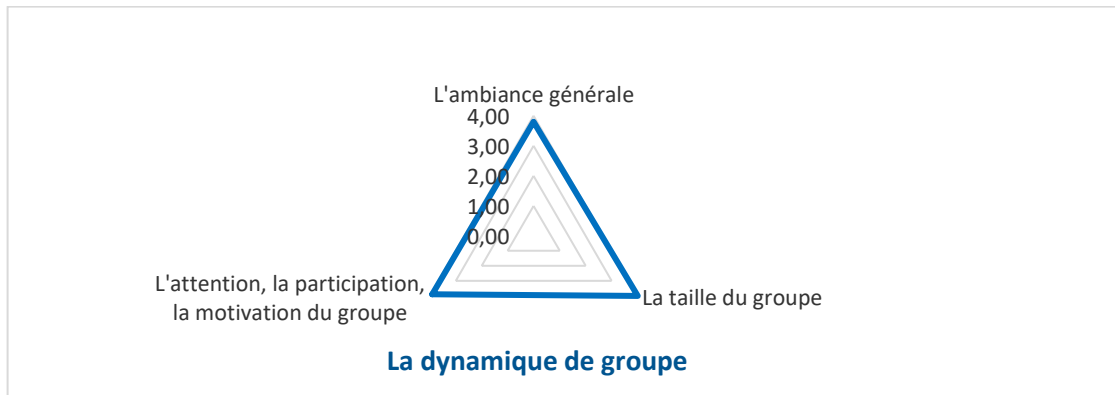 L'ambiance générale
4,00
3,00
2,00
1,00
0,00
L'attention, la participation,
la motivation du groupe
La taille du groupe
La dynamique de groupe